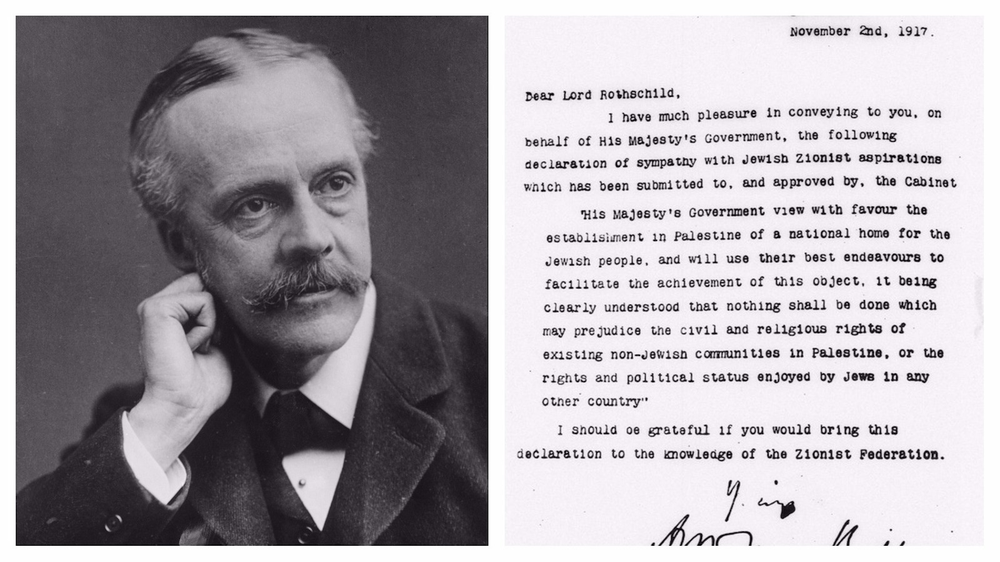 November 2nd, 1917.
Dear Lord Rothschild,
I have much pleasure in conveying to you, on
behalf of His Majesty's Government, the following
declaration of sympathy with Jewish Zionist aspirations
which has been submitted to, and approved by, the Cabinet
"His Majesty's Government view with favour the
establishment in Palestine of a national home for the
Jewish people, and will use their best endeavours to
facilitate the achievement of this object, it being
clearly understood that nothing shall be done which
may prejudice the civil and religious rights of
existing non-Jewish communities in Palestine, or the
rights and political status enjoyed by Jews in any
other country"
I should be grateful if you would bring this
declaration to the knowledge of the Zionist Federation.